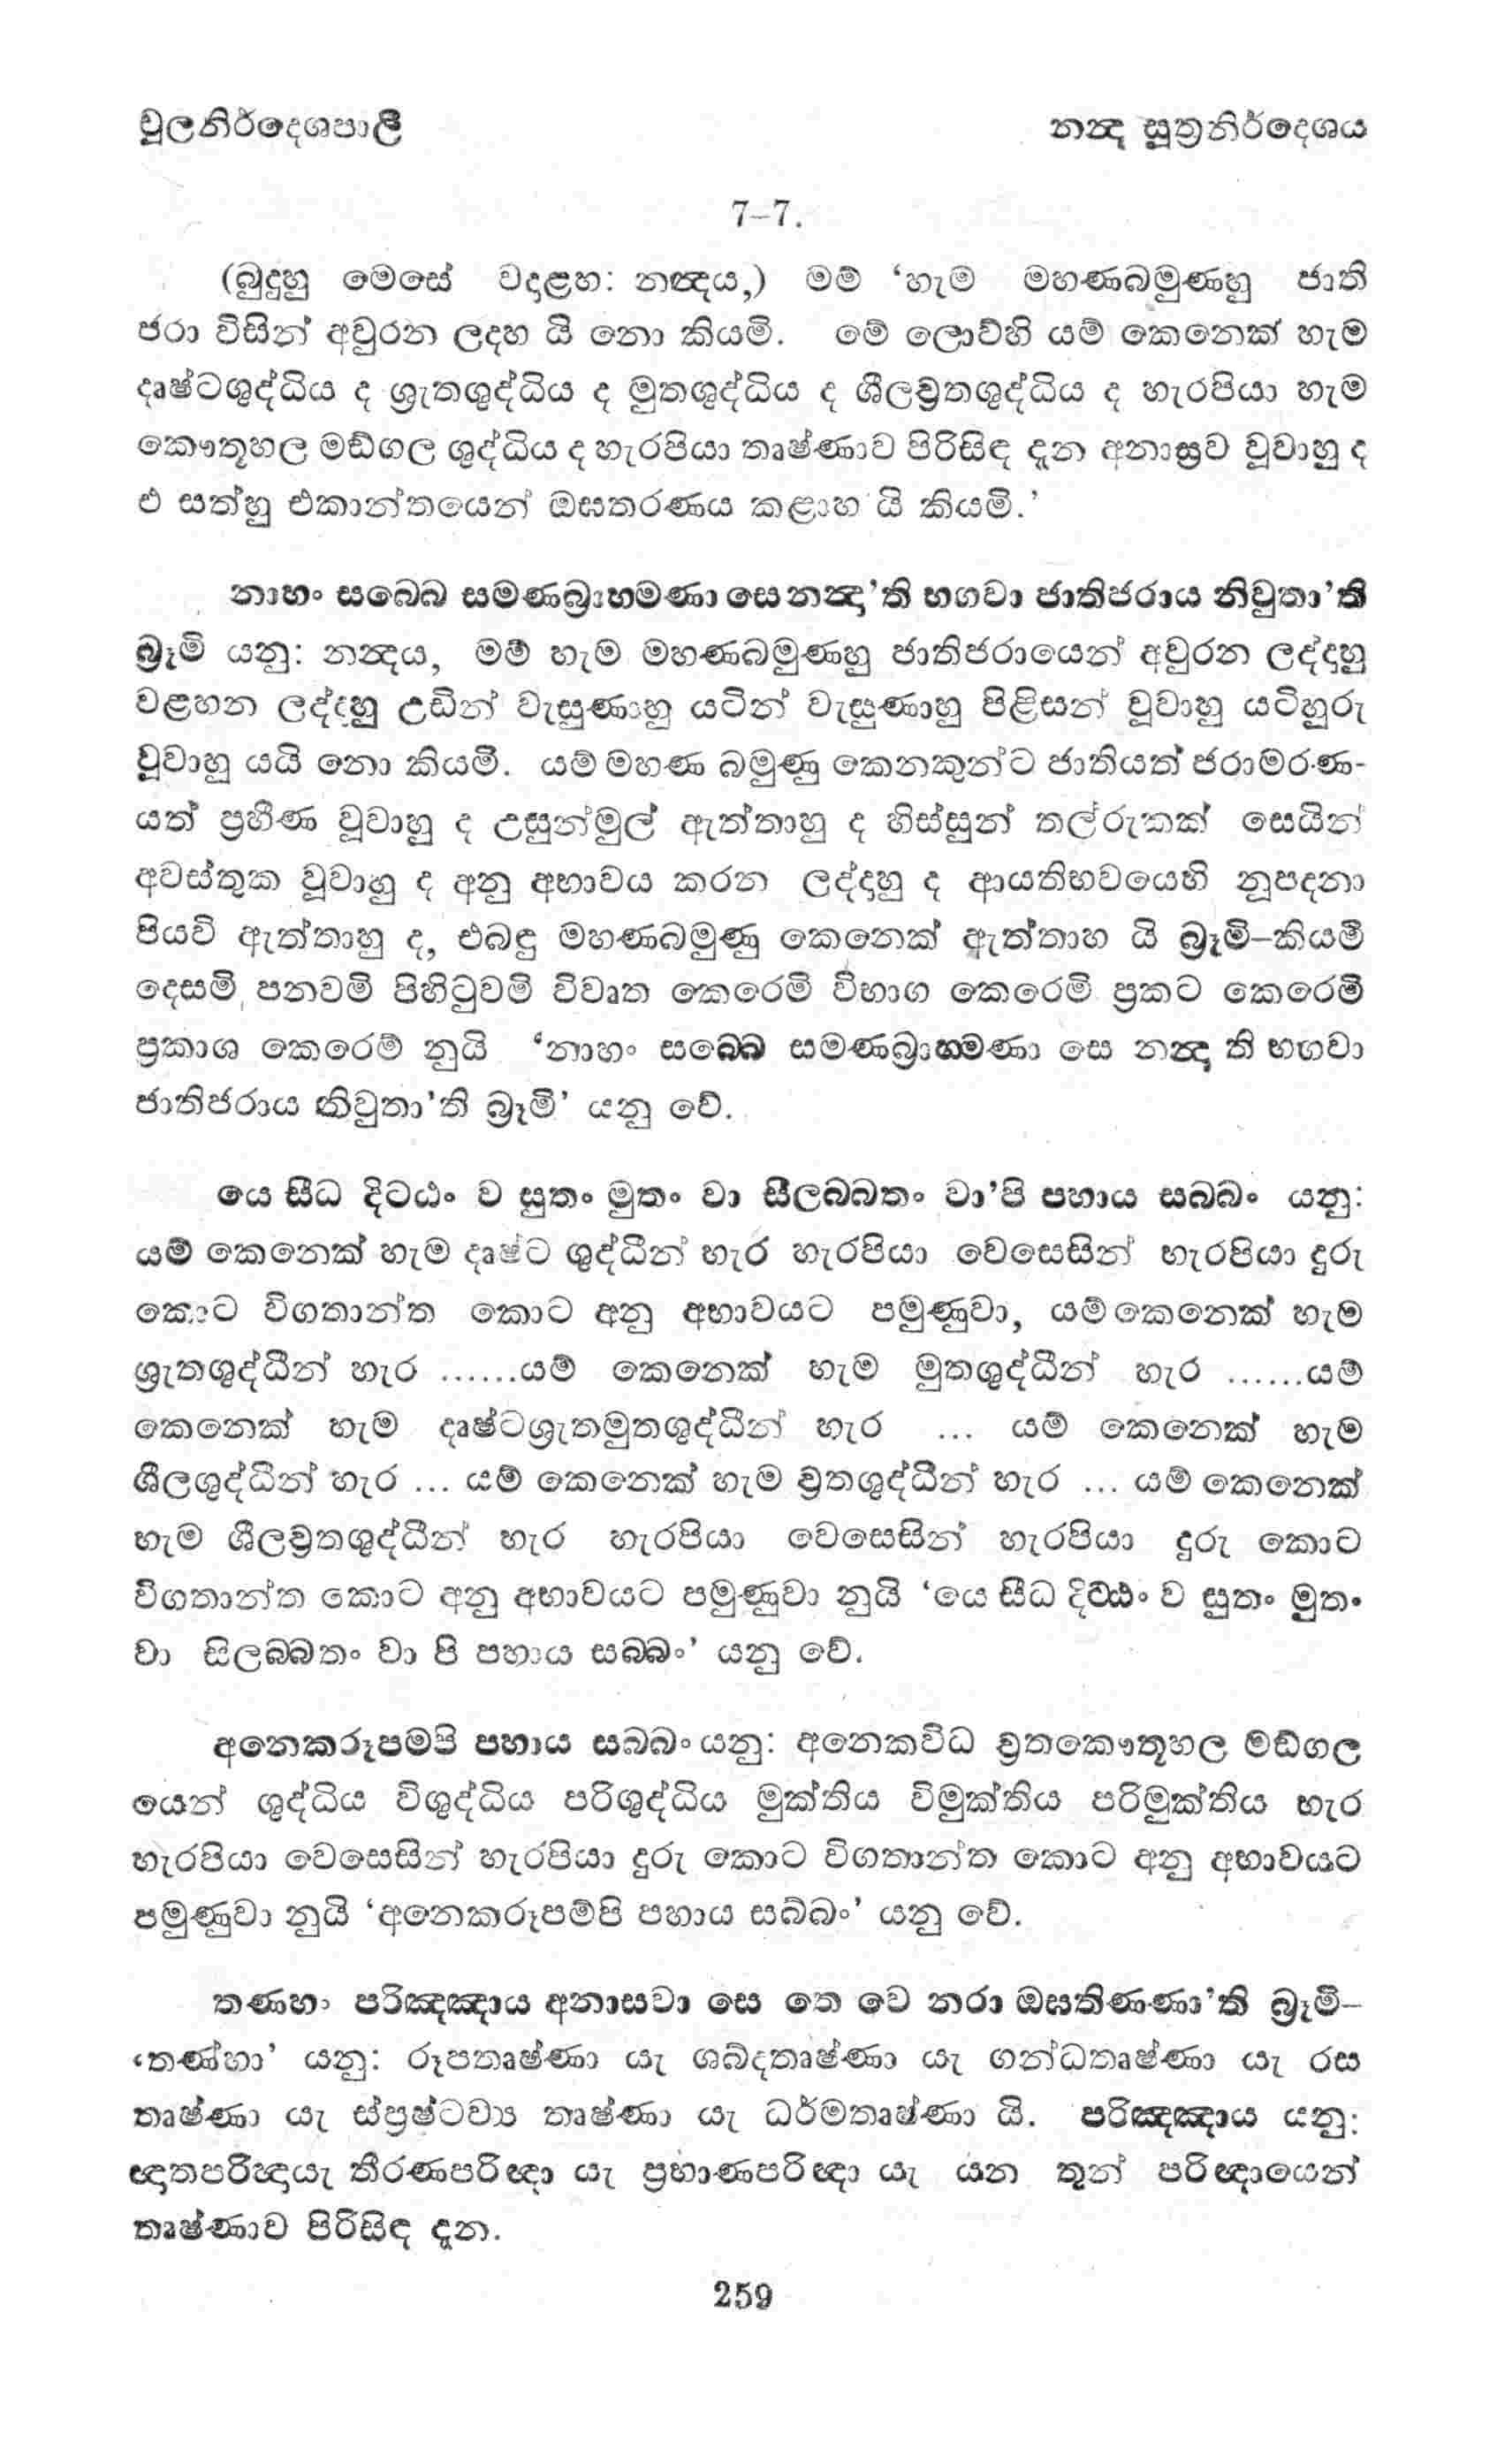 චූලනිර්දෙශපාලි
නන්‍ද සූත්‍රනිර්දෙශය
7–7.
(බුදුහු මෙසේ වදළහ: නන්‍දය,) මම් ‘හැම මහණබමුණහු ජාති
ජරා විසින් අවුරන ලදහ යි නො කියමි. මේ ලොව්හි යම් කෙනෙක් හැම
දෘෂ්ටශුද්ධිය ද ශ්‍රැතශුද්ධිය ද මුතශුද්ධිය ද ශීලව්‍රතශුද්ධිය ද හැරපියා හැම
කෞතූහල මඞ්ගල ශුද්ධිය ද හැරපියා තෘෂ්ණාව පිරිසිඳ දැන අනාස්‍රව වූවාහු ද
එ සත්හු එකාන්තයෙන් ඔඝතරණය කළාහ යි කියමි.’
නාහං සබ්බෙ සමණබ්‍රාහ්මණා සෙ නන්‍දා’ති භගවා ජාතිජරාය නිවුතා’ති
බ්‍රෑමි යනු: නන්‍දය, මම් හැම මහණබමුණහු ජාතිජරායෙන් අවුරන ලද්දහු
වළහන ලද්දහු උඩින් වැසුණාහු යටින් වැසුණාහු පිළිසන් වූවාහු යටිහුරු
වූවාහු යයි නො කියමි. යම් මහණ බමුණු කෙනකුන්ට ජාතියත් ජරාමරණ-
යත් ප්‍රහීණ වූවාහු ද උසුන්මුල් ඇත්තාහු ද හිස්සුන් තල්රුකක් සෙයින්
අවස්තුක වූවාහු ද අනු අභාවය කරන ලද්දහු ද ආයතිභවයෙහි නූපදනා
පියවි ඇත්තාහු ද, එබඳු මහණබමුණු කෙනෙක් ඇත්තාහ යි බ්‍රෑමි–කියමි
දෙසමි පනවමි පිහිටුවමි විවෘත කෙරෙමි විභාග කෙරෙමි ප්‍රකට කෙරෙමි
ප්‍රකාශ කෙරෙම් නුයි ‘නාහං සබ්බෙ සමණබ්‍රාහ්මණා සෙ නන්‍දා ති භගවා
ජාතිජරාය නිවුතා’ති බ්‍රෑමි’ යනු වේ.
යෙ සීධ දිට්ඨං ව සුතං මුතං වා සීලබ්බතං වා’පි පහාය සබ්බං යනු:
යම් කෙනෙක් හැම දෘෂ්ට ශුද්ධීන් හැර හැරපියා වෙසෙසින් හැරපියා දුරු
කොට විගතාන්ත කොට අනු අභාවයට පමුණුවා, යම් කෙනෙක් හැම
ශ්‍රැතශුද්ධීන් හැර ......යම් කෙනෙක් හැම මුතශුද්ධීන් හැර ......යම්
කෙනෙක් හැම දෘෂ්ටශ්‍රැතමුතශුද්ධීන් හැර ... යම් කෙනෙක් හැම
ශීලශුද්ධීන් හැර ... යම් කෙනෙක් හැම ව්‍රතශුද්ධීන් හැර ... යම් කෙනෙක්
හැම ශීලව්‍රතශුද්ධීන් හැර හැරපියා වෙසෙසින් හැරපියා දුරු කොට
විගතාන්ත කොට අනු අභාවයට පමුණුවා නුයි ‘යෙ සීධ දිට්ඨං ව සුතං මුතං
වා සිලබ්බතං වා පි පහාය සබ්බං’ යනු වේ.
අනෙකරූපම්පි පහාය සබ්බං යනු: අනෙකවිධ ව්‍රතකෞතූහල මඞ්ගල
යෙන් ශුද්ධිය විශුද්ධිය පරිශුද්ධිය මුක්තිය විමුක්තිය පරිමුක්තිය හැර
හැරපියා වෙසෙසින් හැරපියා දුරු කොට විගතාන්ත කොට අනු අභාවයට
පමුණුවා නුයි ‘අනෙකරූපම්පි පහාය සබ්බං’ යනු වේ.
තණ්හං පරිඤ්ඤාය අනාසවා සෙ තෙ වෙ නරා ඔඝතිණ්ණා’ති බ්‍රෑමි–
‘තණ්හා’ යනු: රූපතෘෂ්ණා යැ ශබ්දතෘෂ්ණා යැ ගන්ධතෘෂ්ණා යැ රස
තෘෂ්ණා යැ ස්ප්‍රෂ්ටව්‍ය තෘෂ්ණා යැ ධර්මතෘෂ්ණා යි. පරිඤ්ඤාය යනු:
ඥාතපරිඥායැ තීරණපරිඥා යැ ප්‍රහාණපරිඥා යැ යන තුන් පරිඥායෙන්
තෘෂ්ණාව පිරිසිඳ දැන.
259